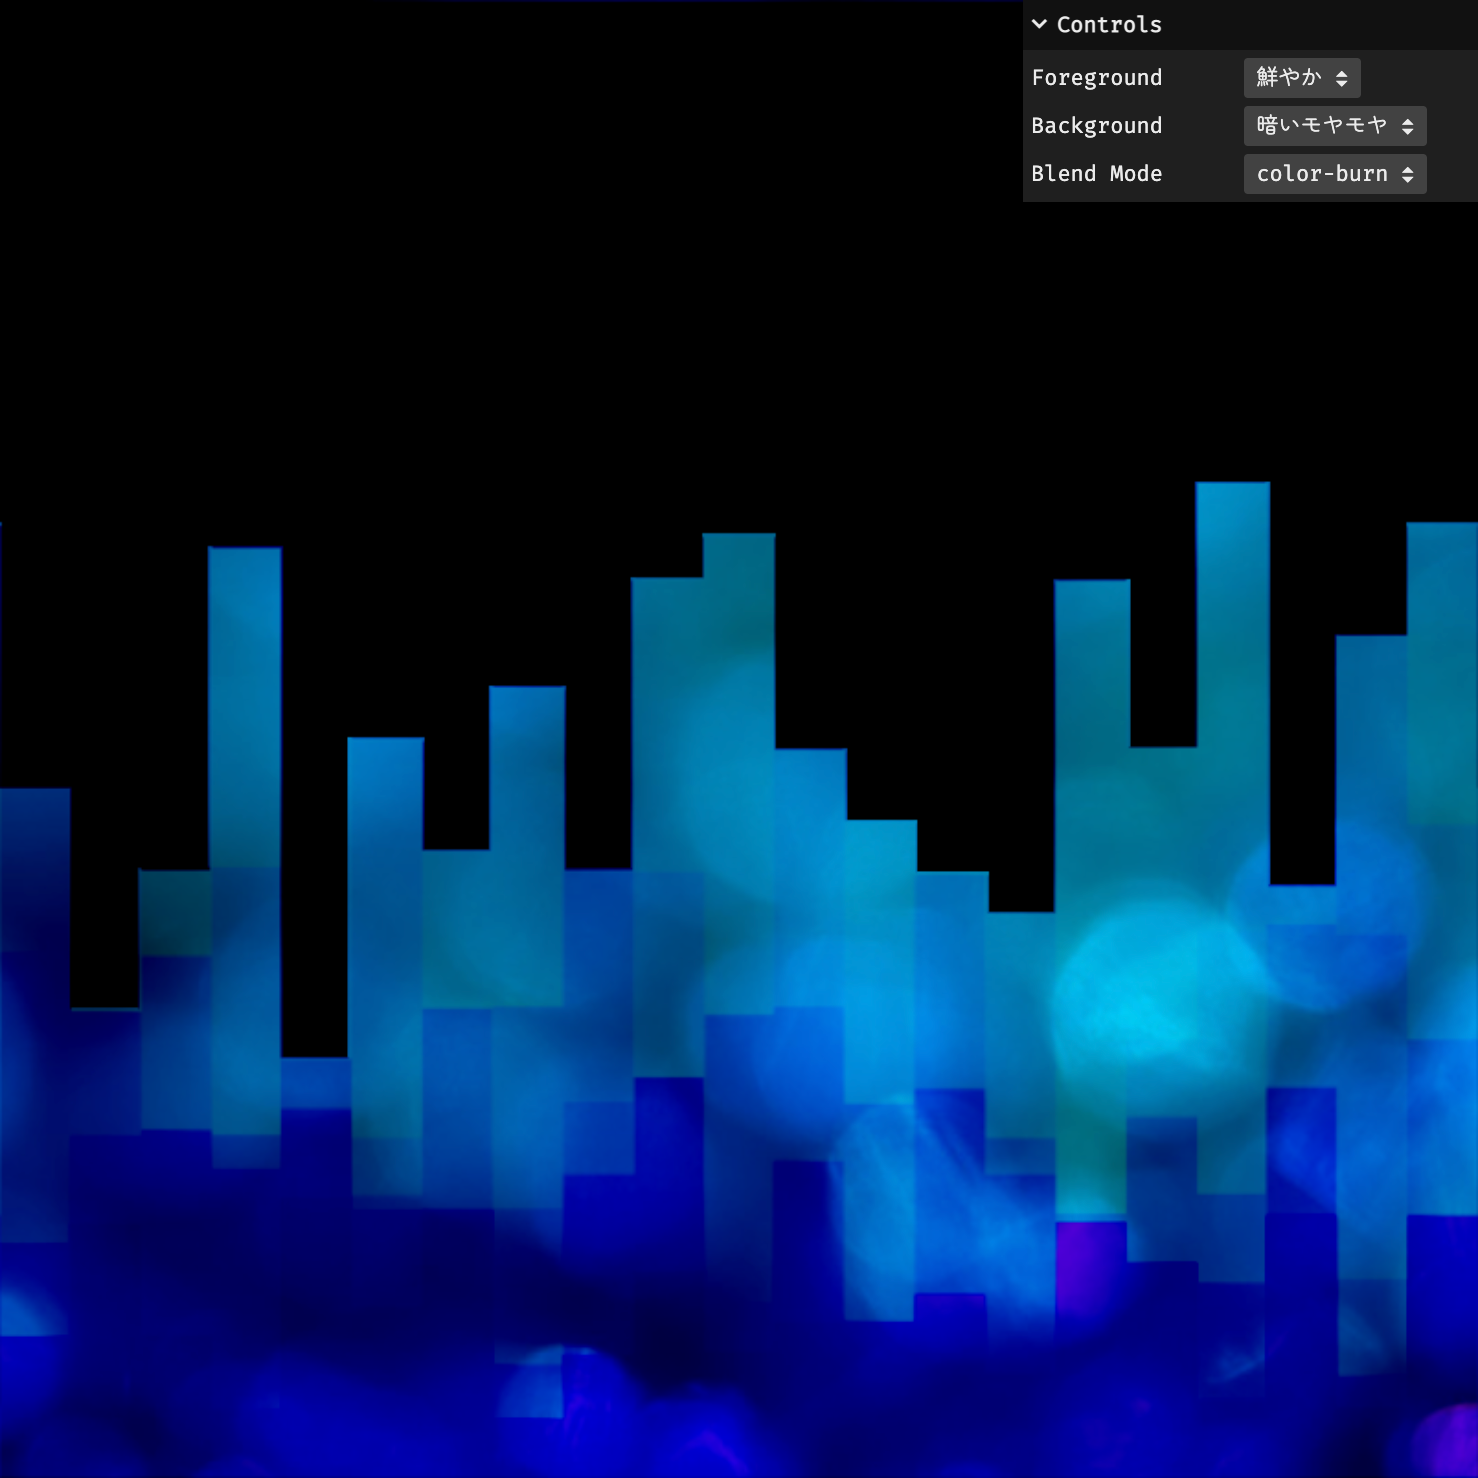 Controls
Foreground 鮮やか
Background 暗いモヤモヤ
Blend Mode color-burn